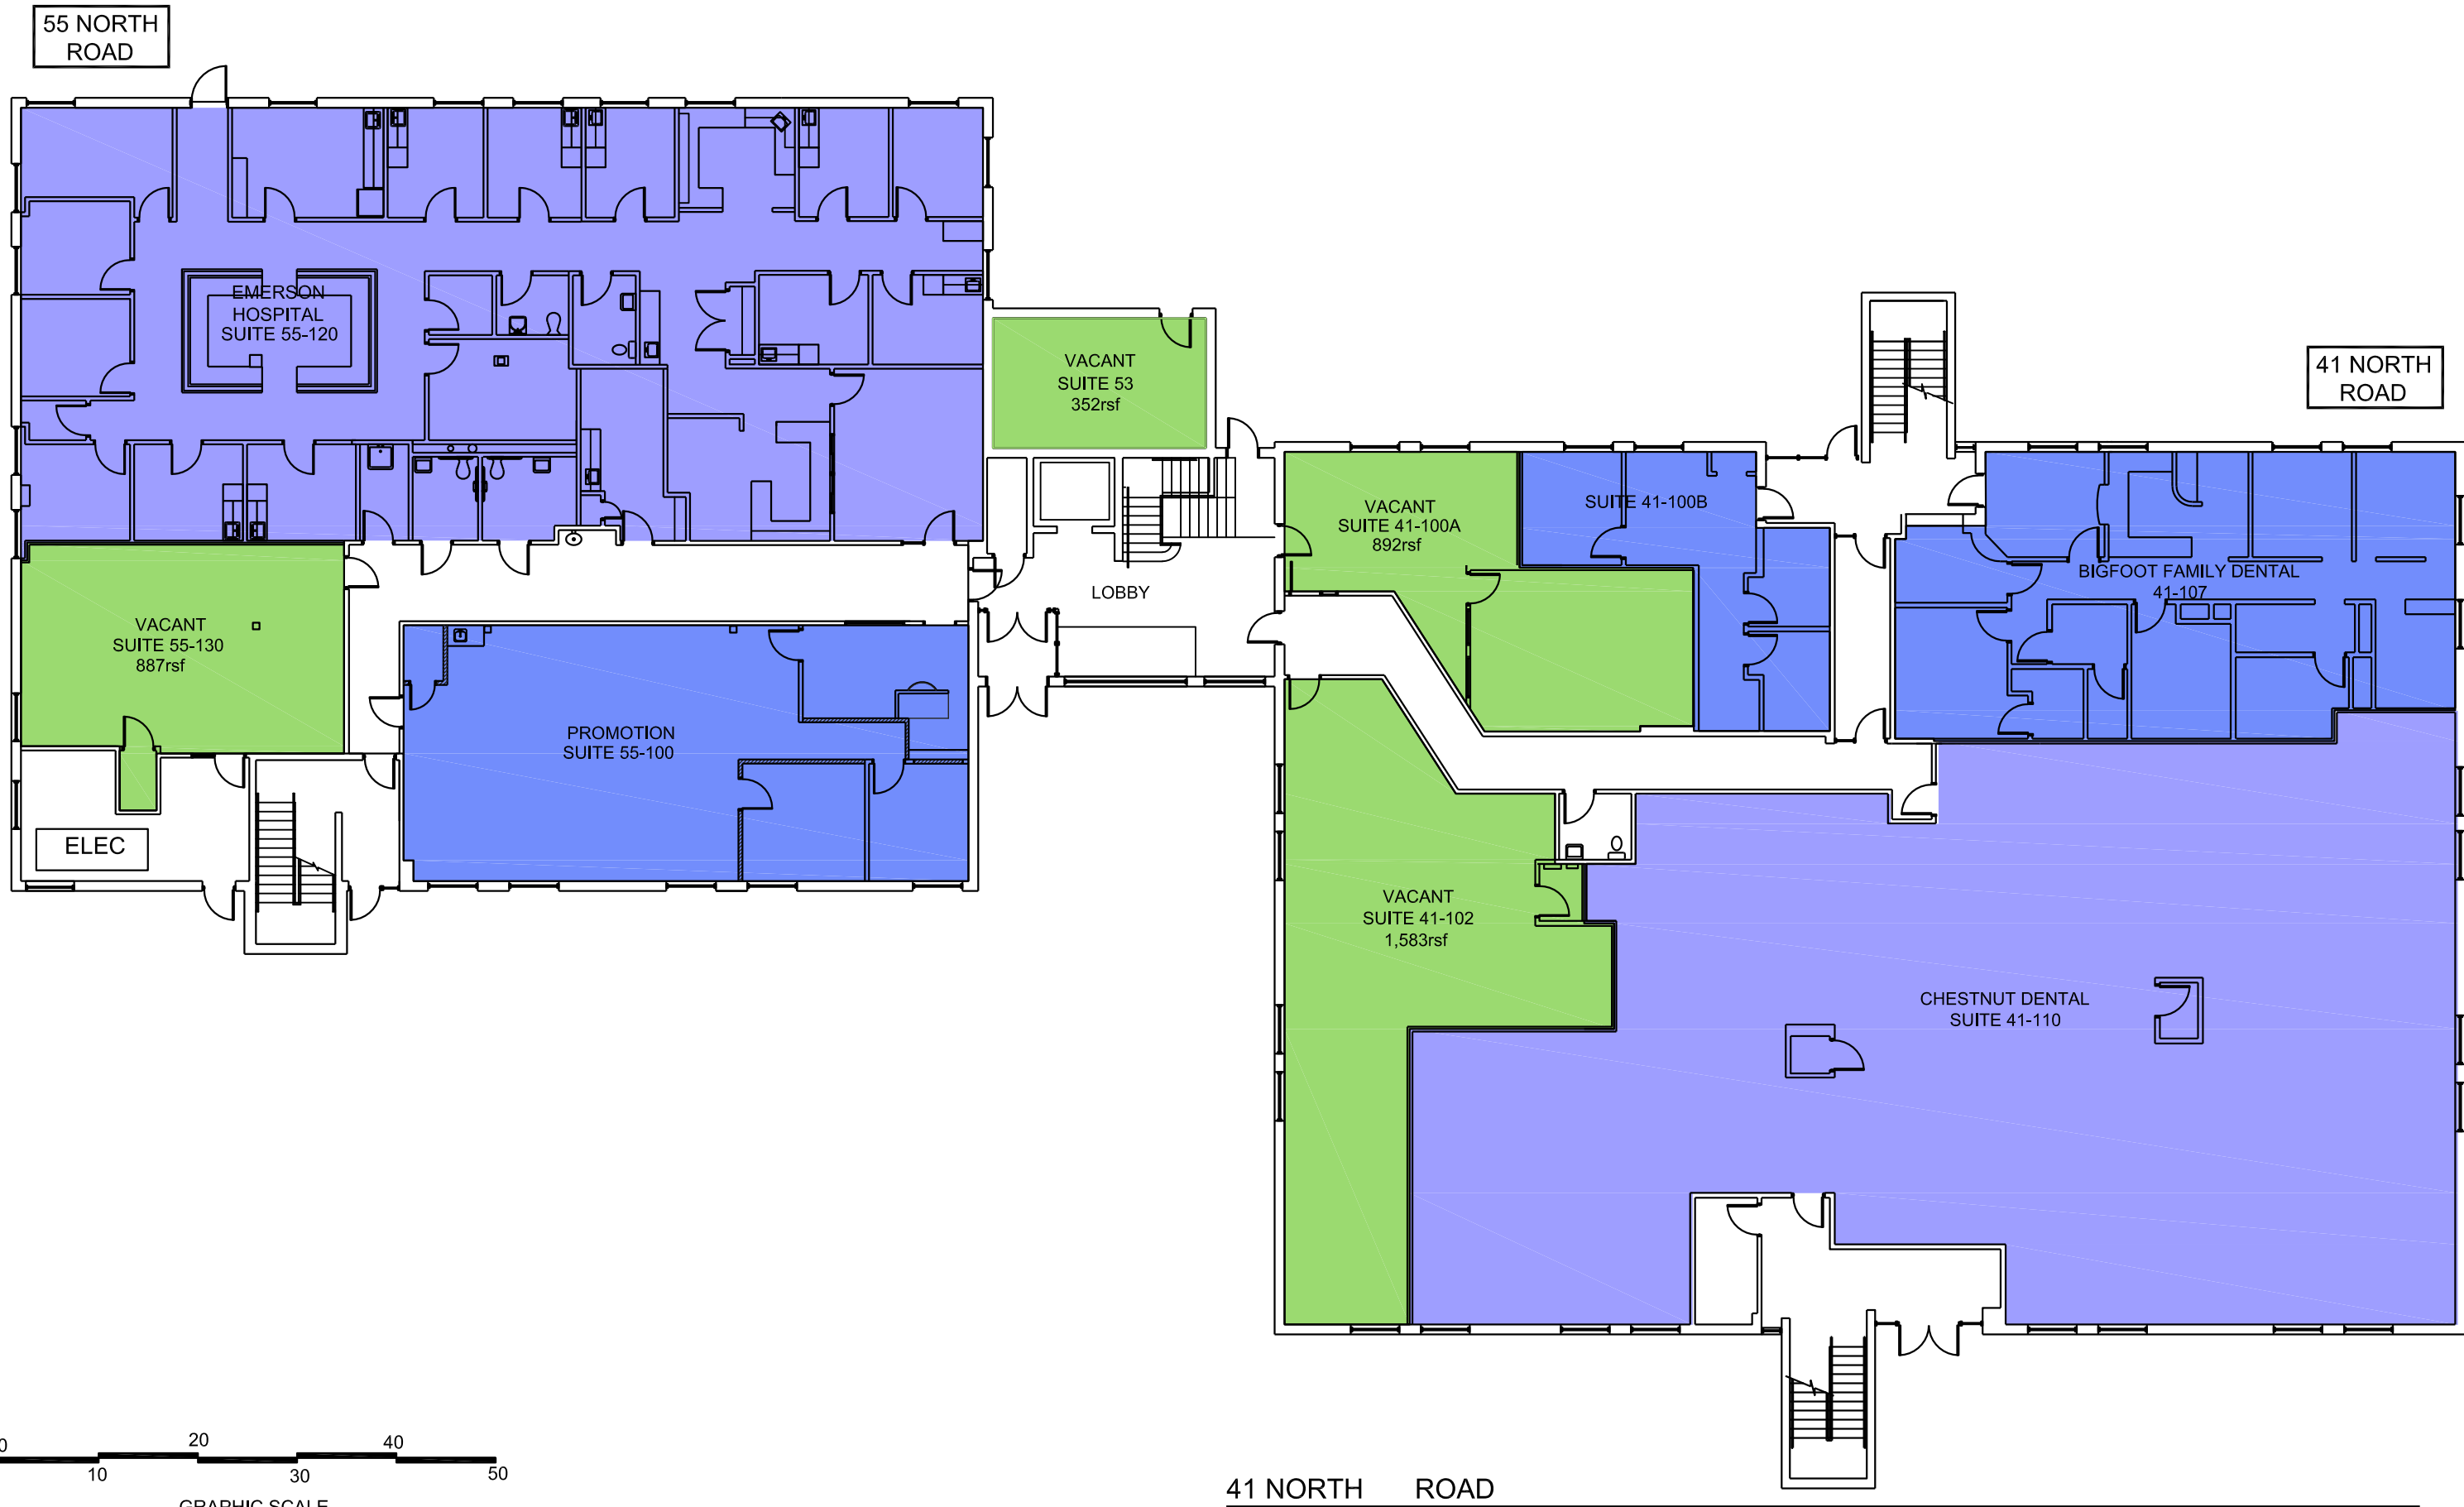 55 NORTH
ROAD
EMERSON
HOSPITAL
SUITE 55-120
VACANT
SUITE 53
352rsf
41 NORTH
ROAD
VACANT
SUITE 41-100A
892rsf
SUITE 41-100B
BIGFOOT FAMILY DENTAL
41-107
LOBBY
VACANT
SUITE 55-130
887rsf
PROMOTION
SUITE 55-100
ELEC
VACANT
SUITE 41-102
1,583rsf
CHESTNUT DENTAL
SUITE 41-110
0 20 40
10 30 50
GRAPHIC SCALE
41 NORTH ROAD